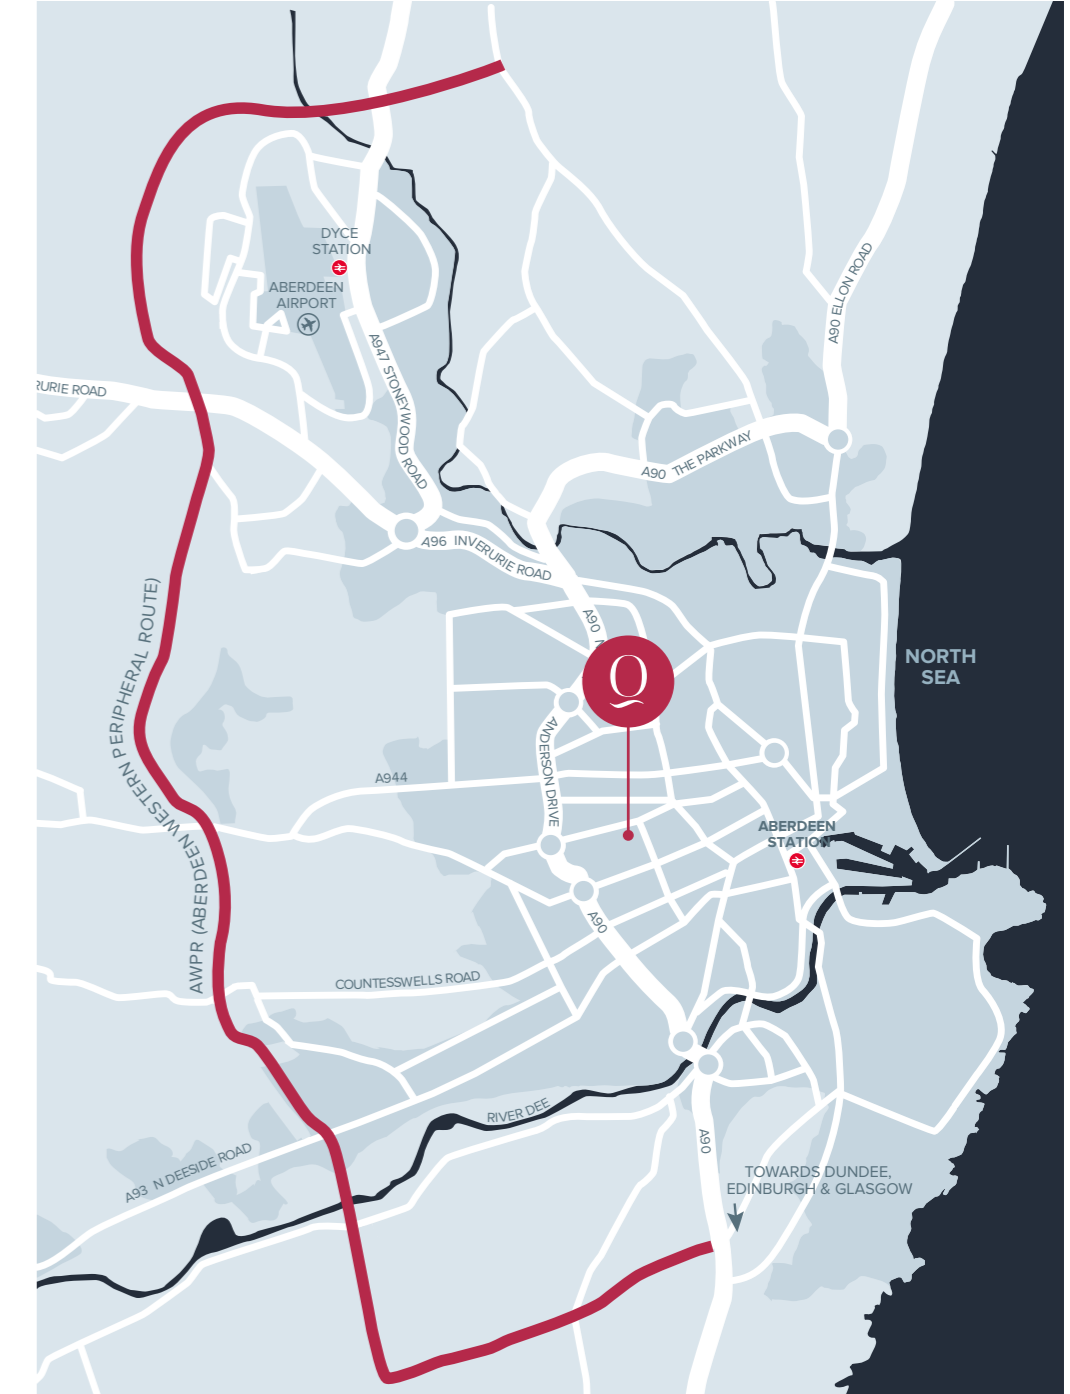 DYCE
STATION
ABERDEEN
AIRPORT
A90 ELLON ROAD
A947 STONEYWOOD ROAD
RURIE ROAD
A90 THE PARKWAY
A96 INVERURIE ROAD
A90 N
Q
NORTH
SEA
AWPR (ABERDEEN WESTERN PERIPHERAL ROUTE)
ANDERSON DRIVE
A944
ABERDEEN
STATION
A90
COUNTESSWELLS ROAD
RIVER DEE
A90
A93 N DEESIDE ROAD
TOWARDS DUNDEE,
EDINBURGH & GLASGOW